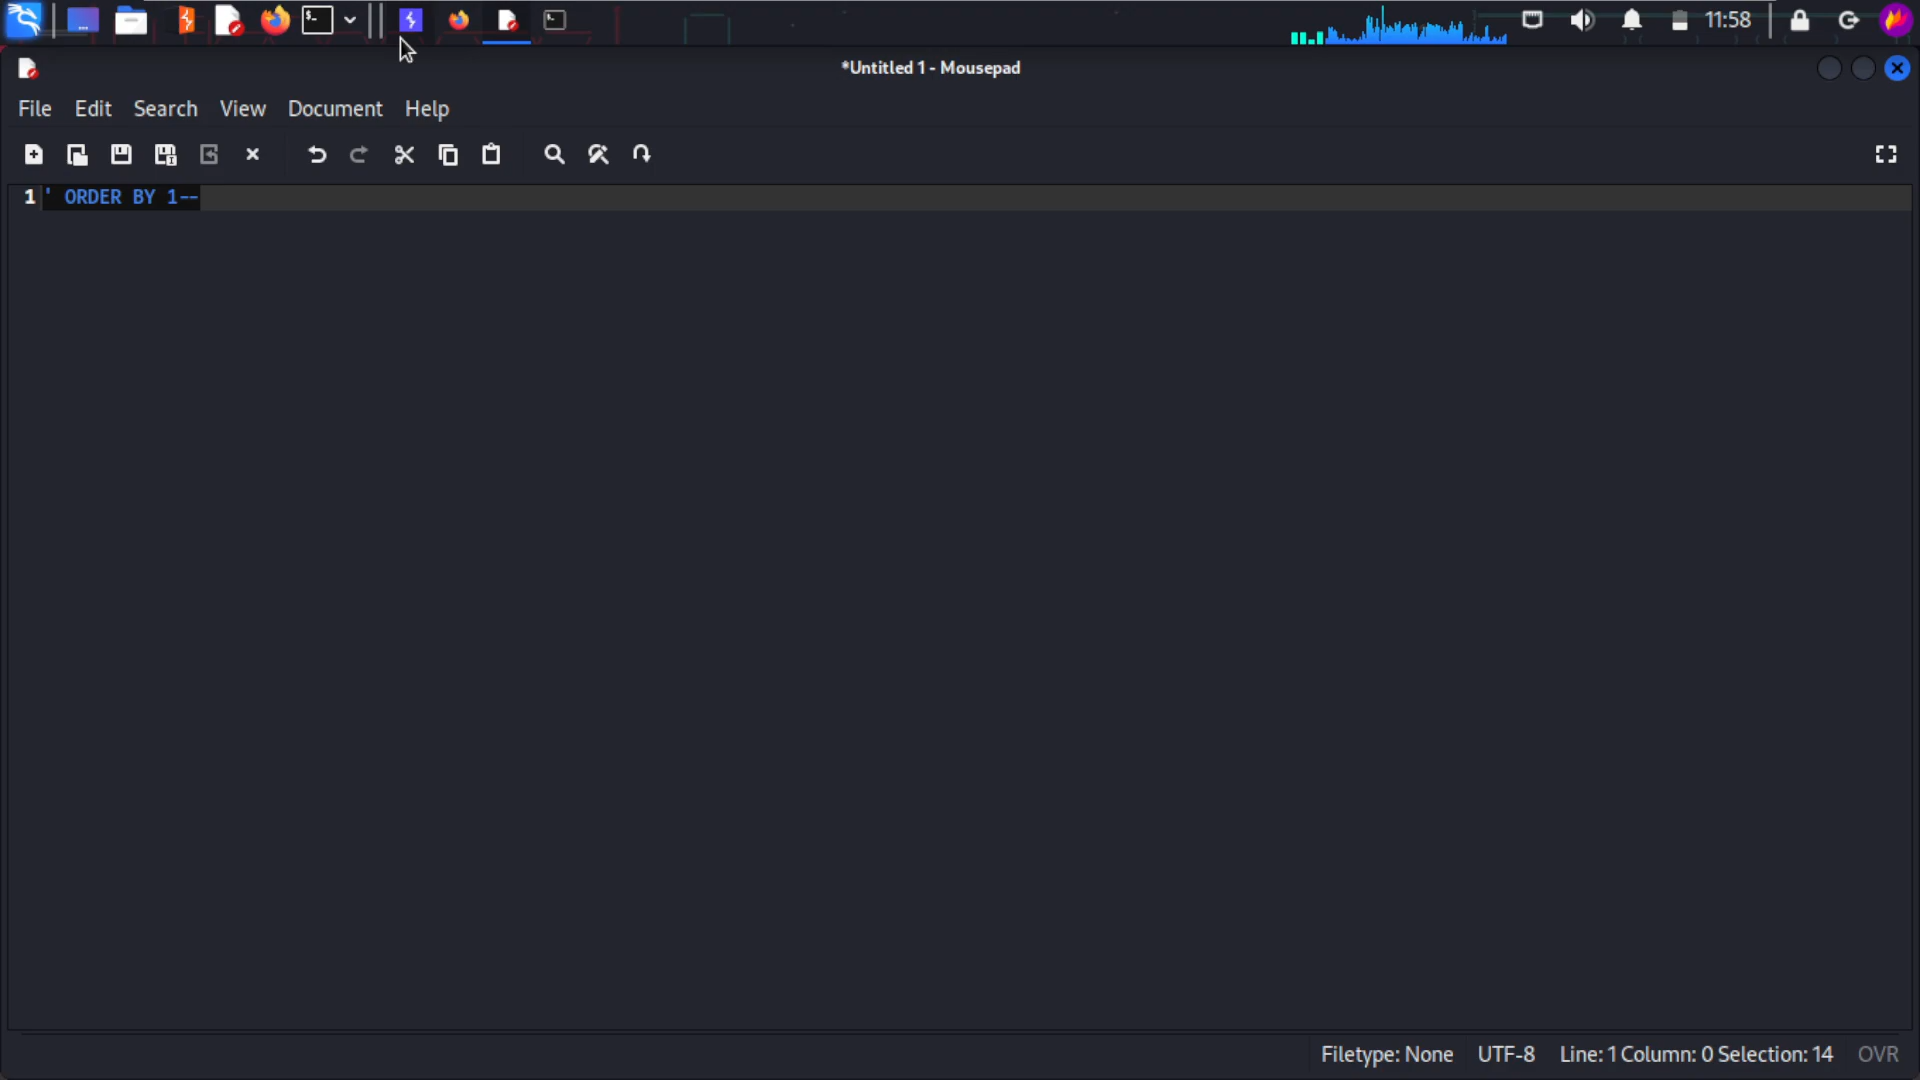 11:58
*Untitled 1 - Mousepad
File Edit Search View Document Help
1 ' ORDER BY 1--
Filetype: None UTF-8 Line: 1 Column: 0 Selection: 14 OVR